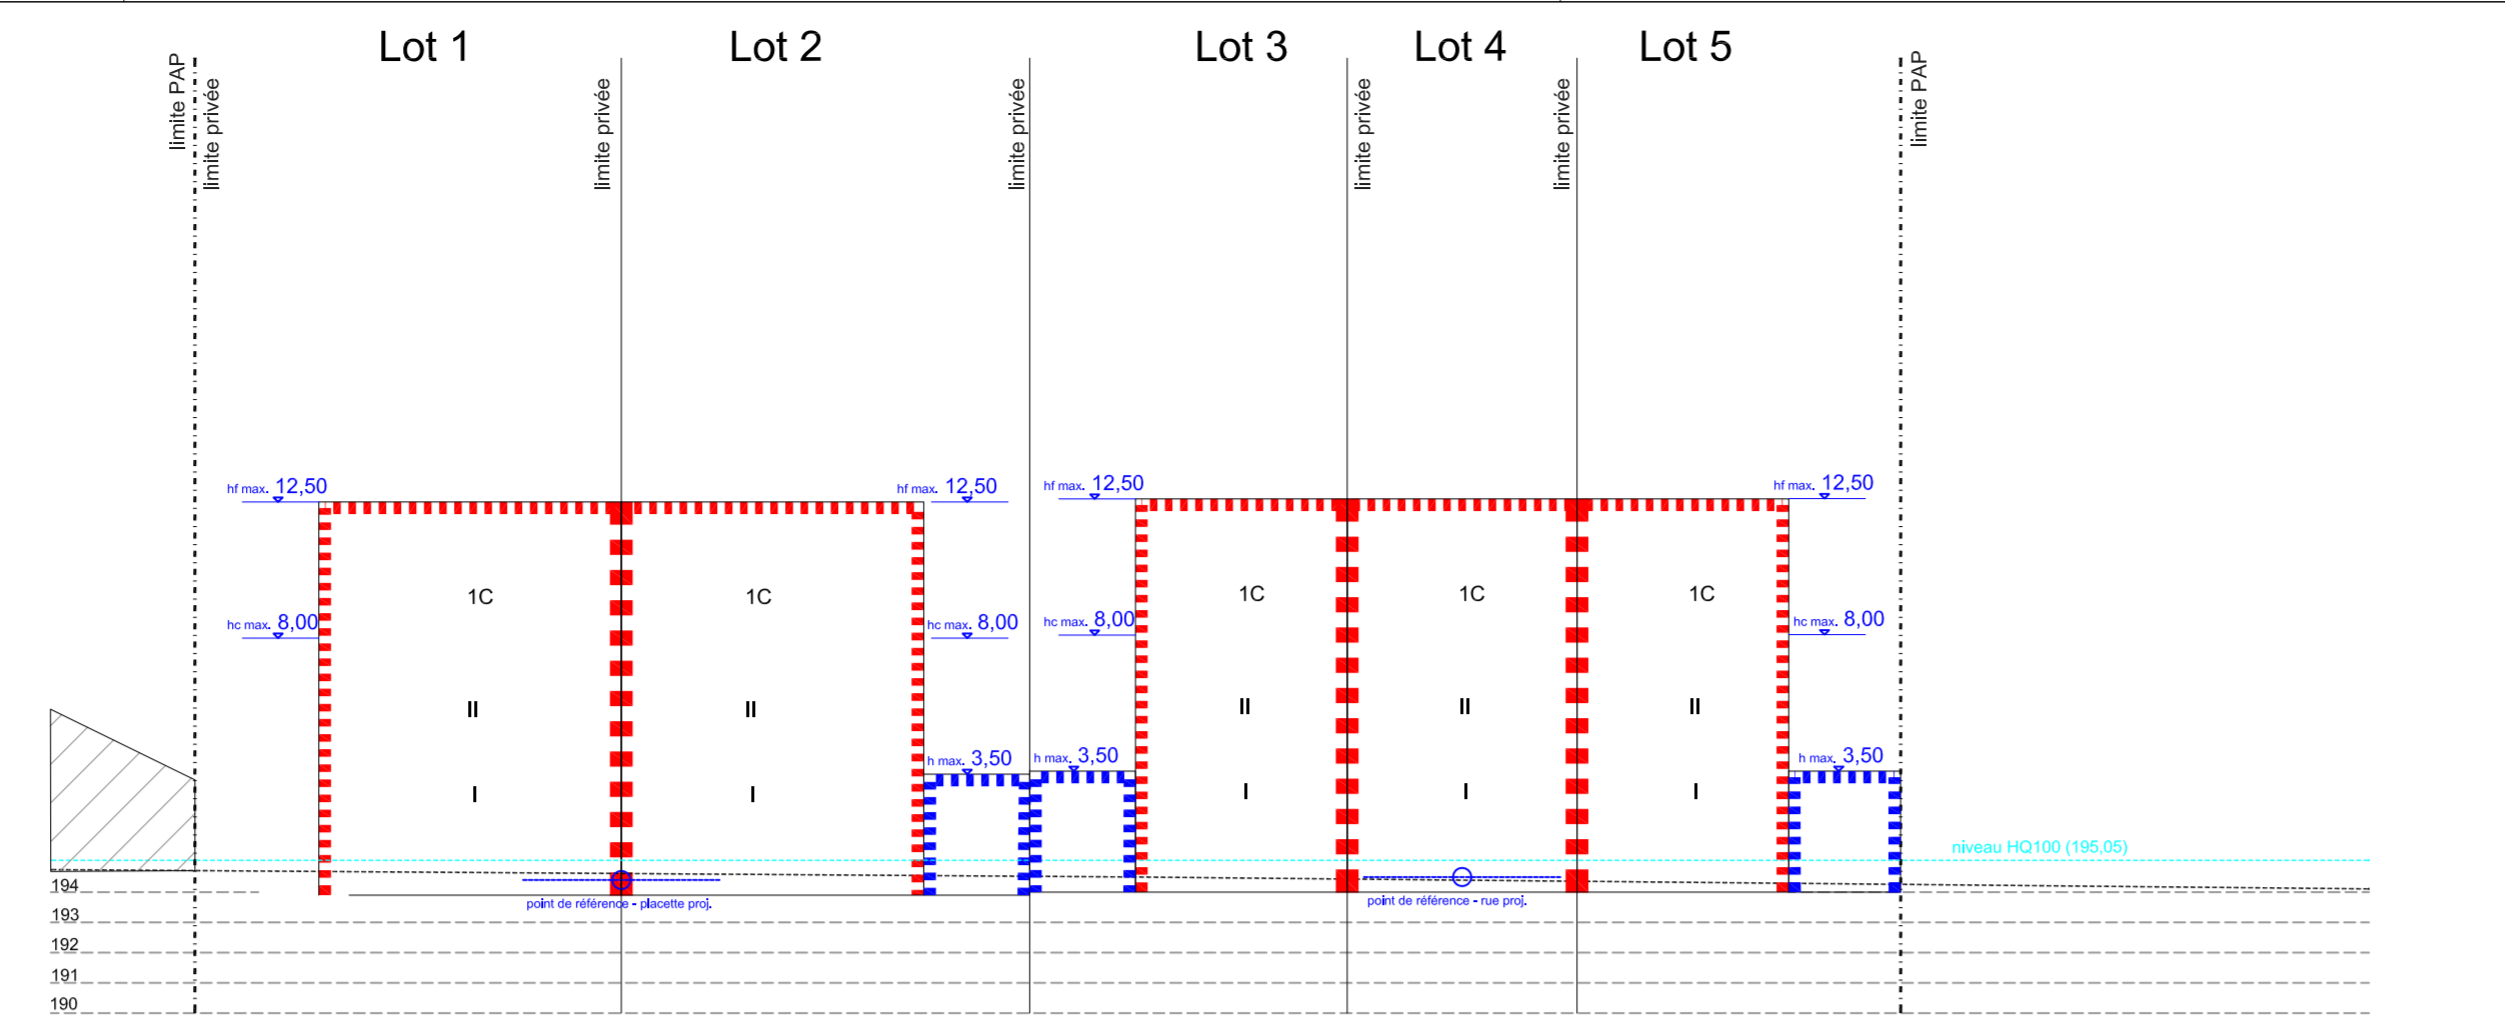 Lot 1
Lot 2
Lot 3
Lot 4
Lot 5
limite PAP
limite privée
limite privée
limite privée
limite privée
limite privée
limite PAP
hf max. 12,50
hf max. 12,50
hf max. 12,50
hf max. 12,50
1C
1C
1C
1C
1C
hc max. 8,00
hc max. 8,00
hc max. 8,00
hc max. 8,00
II
II
II
II
II
h max. 3,50
h max. 3,50
h max. 3,50
I
I
I
I
I
niveau HQ100 (195,05)
194
point de référence - placette proj.
point de référence - rue proj.
193
192
191
190